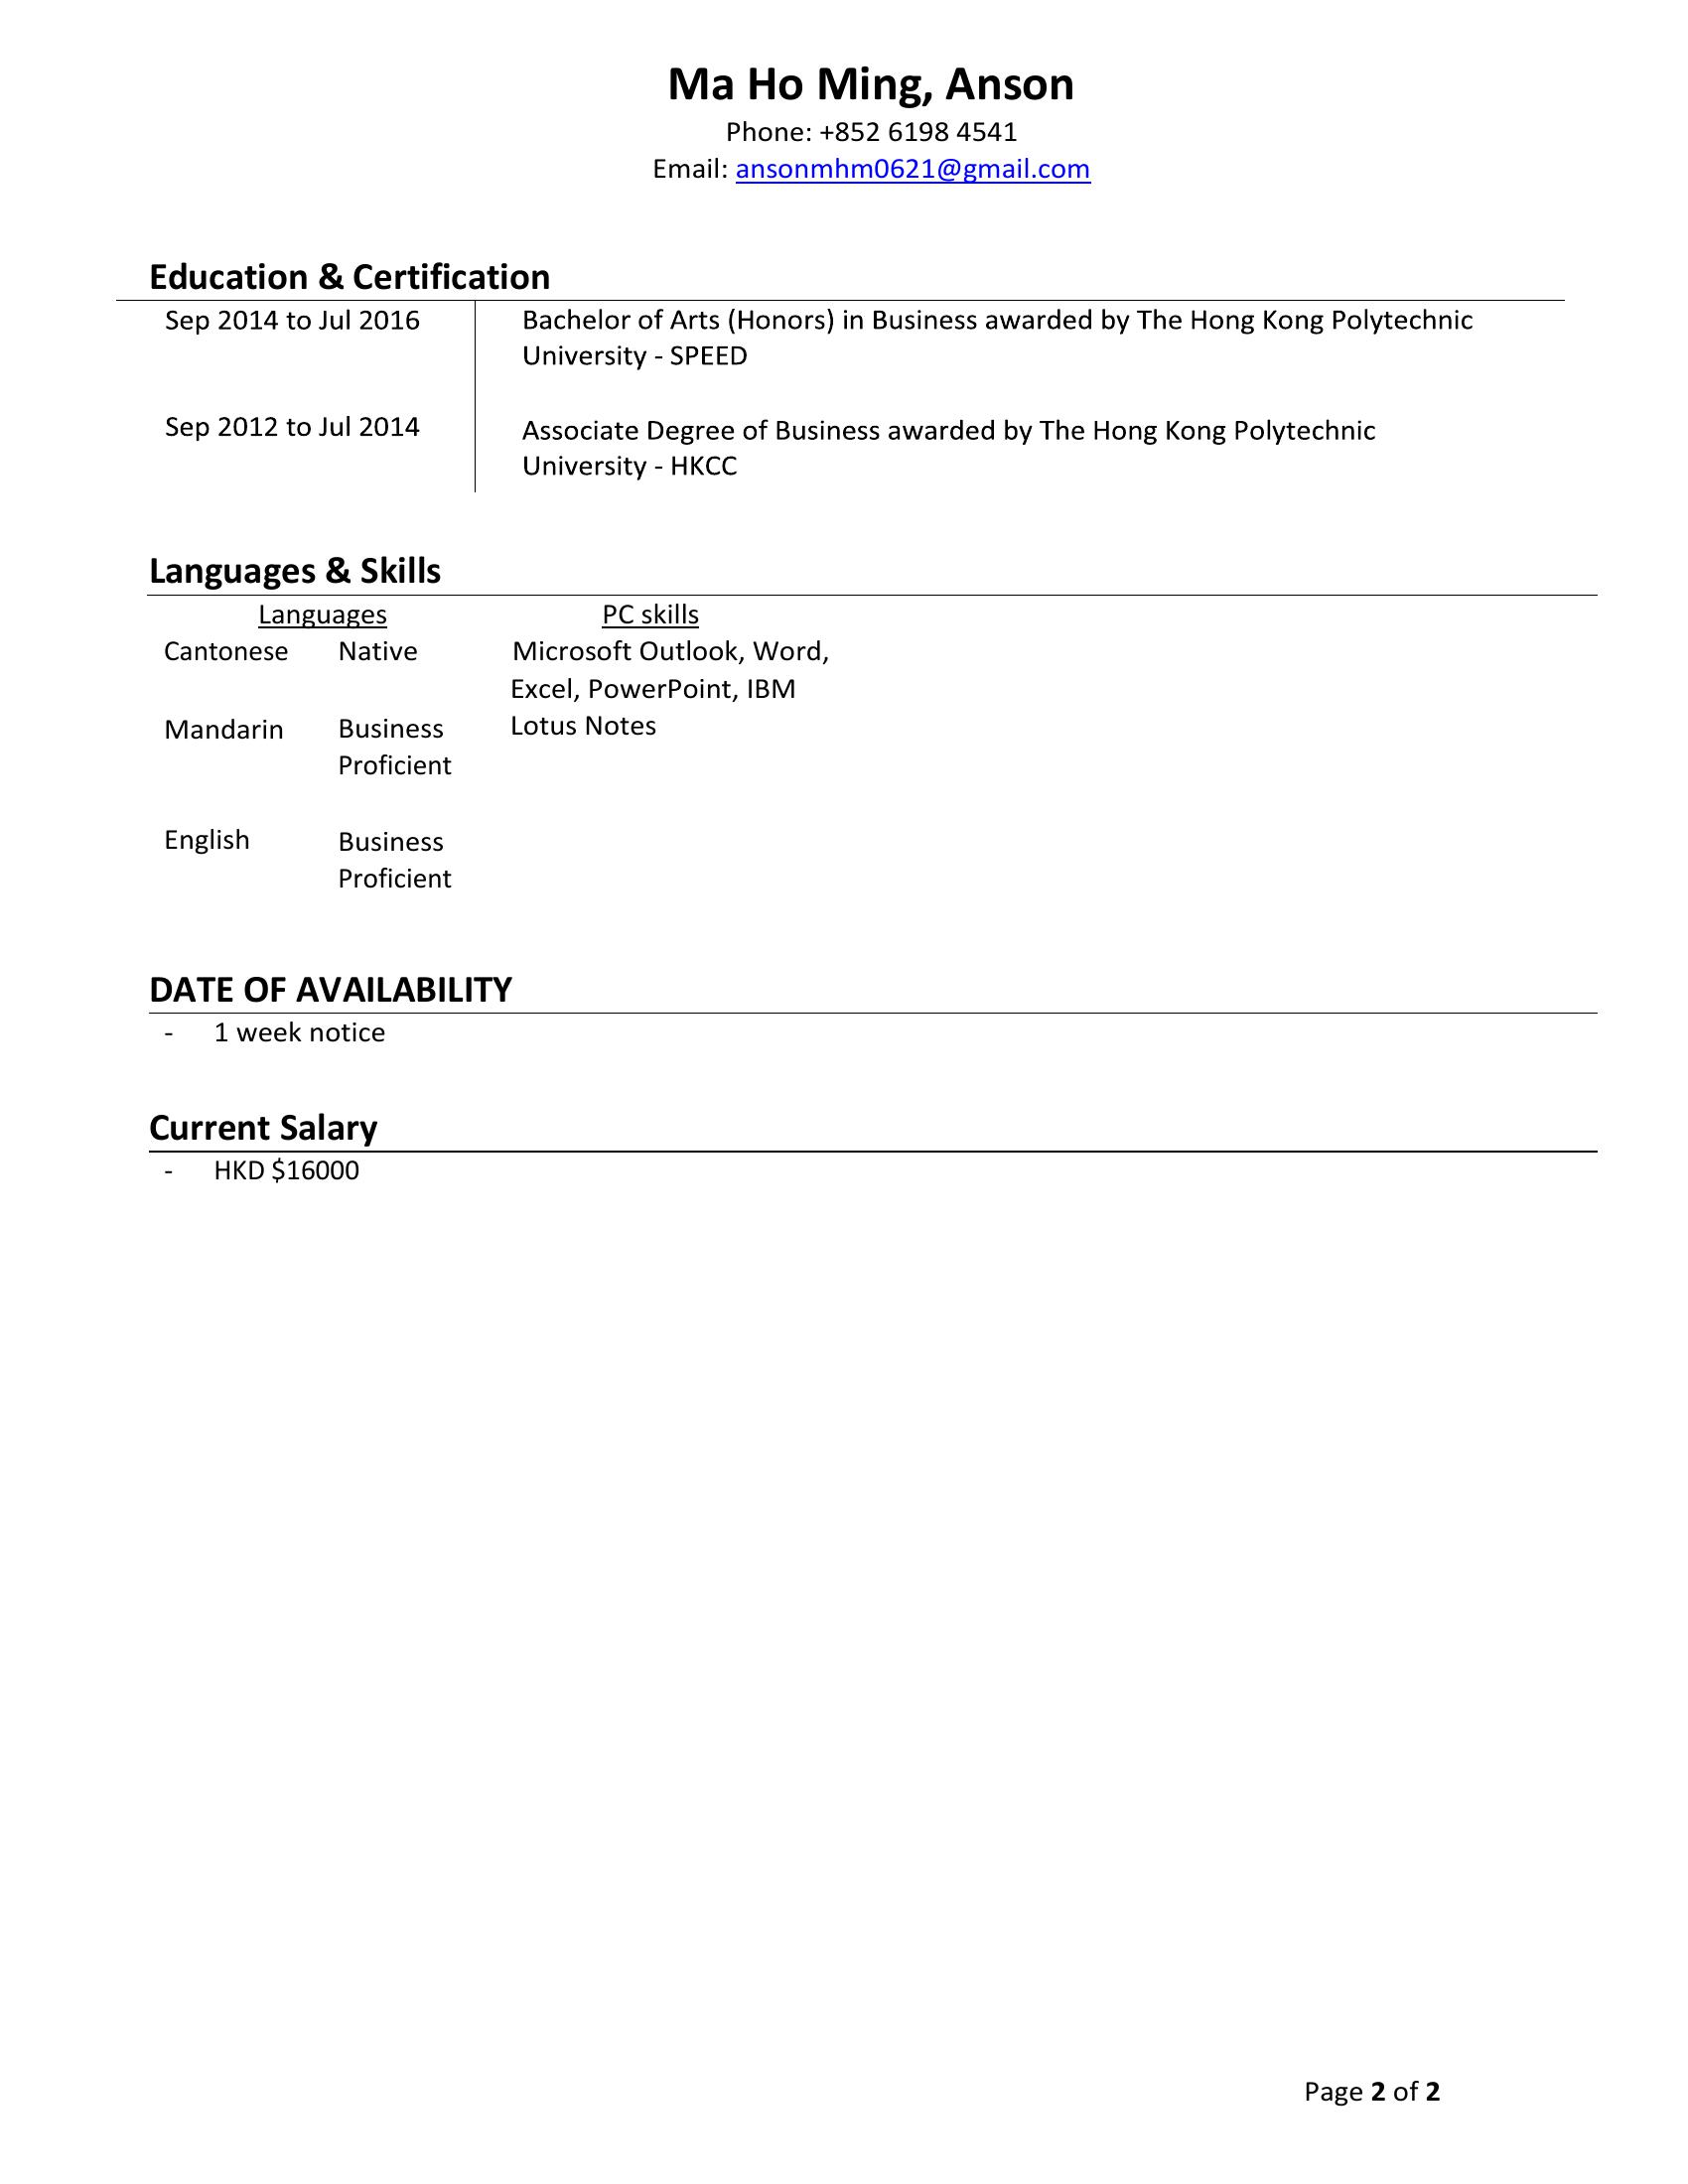 Ma Ho Ming, Anson
Phone: +852 6198 4541
Email: ansonmhm0621@gmail.com
Education & Certification
Sep 2014 to Jul 2016 Bachelor of Arts (Honors) in Business awarded by The Hong Kong Polytechnic
University - SPEED
Sep 2012 to Jul 2014 Associate Degree of Business awarded by The Hong Kong Polytechnic
University - HKCC
Languages & Skills
Languages PC skills
Cantonese Native Microsoft Outlook, Word,
Excel, PowerPoint, IBM
Mandarin Business Lotus Notes
Proficient
English Business
Proficient
DATE OF AVAILABILITY
- 1 week notice
Current Salary
- HKD $16000
Page 2 of 2